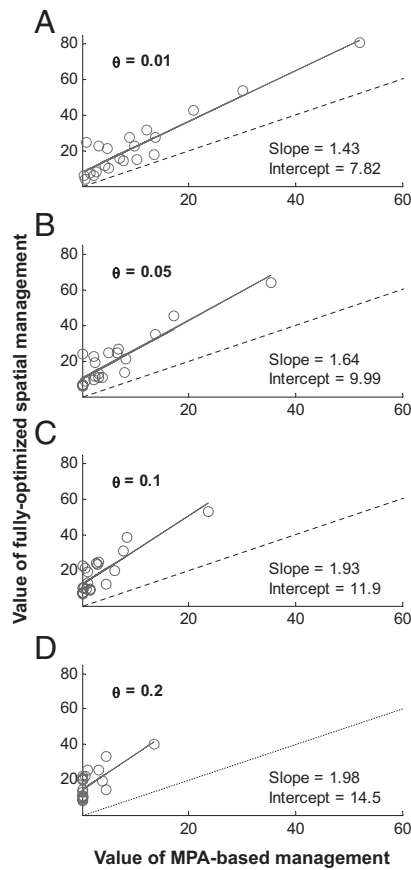 A
80
60
40
20
θ = 0.01
Slope = 1.43
Intercept = 7.82
20
40
60
B
80
60
40
20
θ = 0.05
Slope = 1.64
Intercept = 9.99
20
40
60
C
80
60
40
20
θ = 0.1
Slope = 1.93
Intercept = 11.9
20
40
60
D
80
60
40
20
θ = 0.2
Slope = 1.98
Intercept = 14.5
20
40
60
Value of fully-optimized spatial management
Value of MPA-based management